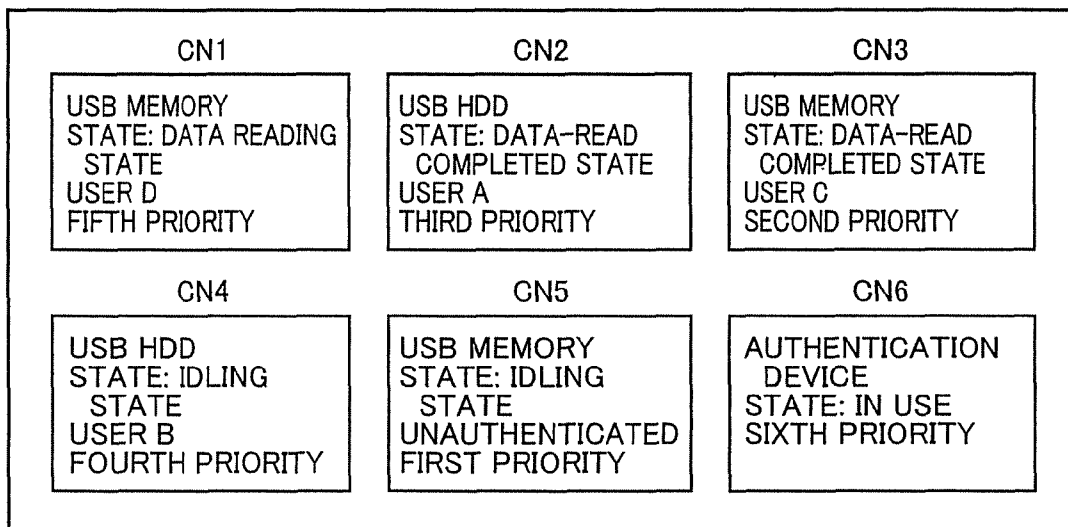 CN1
USB MEMORY
STATE: DATA READING
STATE
USER D
FIFTH PRIORITY
CN2
USB HDD
STATE: DATA-READ
COMPLETED STATE
USER A
THIRD PRIORITY
CN3
USB MEMORY
STATE: DATA-READ
COMPLETED STATE
USER C
SECOND PRIORITY
CN4
USB HDD
STATE: IDLING
STATE
USER B
FOURTH PRIORITY
CN5
USB MEMORY
STATE: IDLING
STATE
UNAUTHENTICATED
FIRST PRIORITY
CN6
AUTHENTICATION
DEVICE
STATE: IN USE
SIXTH PRIORITY